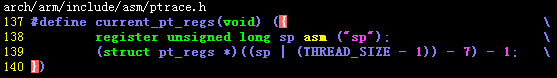 arch/arm/include/asm/ptrace.h
137 #define current_pt_regs(void) ({ \
138 register unsigned long sp asm ("sp"); \
139 (struct pt_regs *)((sp | (THREAD_SIZE - 1)) - 7) - 1; \
140 })